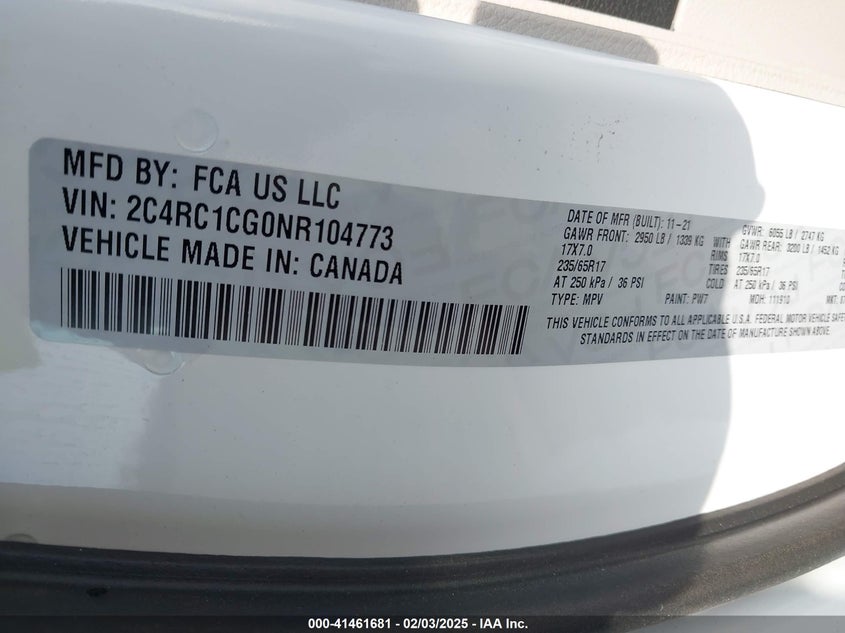 MFD BY: FCA US LLC
VIN: 2C4RC1CG0NR104773
VEHICLE MADE IN: CANADA
DATE OF MFR (BUILT): 11-21 GVWR: 6055 LB / 2747 KG
GAWR FRONT: 2950 LB / 1339 KG WITH GAWR REAR: 3200 LB / 1452 KG
17X7.0 RIMS 17X7.0
235/65R17 TIRES 235/65R17
AT 250 kPa / 36 PSI COLD AT 250 kPa / 36 PSI
TYPE: MPV PAINT: PW7 MDH: 111910 MKT:
THIS VEHICLE CONFORMS TO ALL APPLICABLE U.S.A. FEDERAL MOTOR VEHICLE
STANDARDS IN EFFECT ON THE DATE OF MANUFACTURE SHOWN ABOVE.
000-41461681 - 02/03/2025 - IAA Inc.